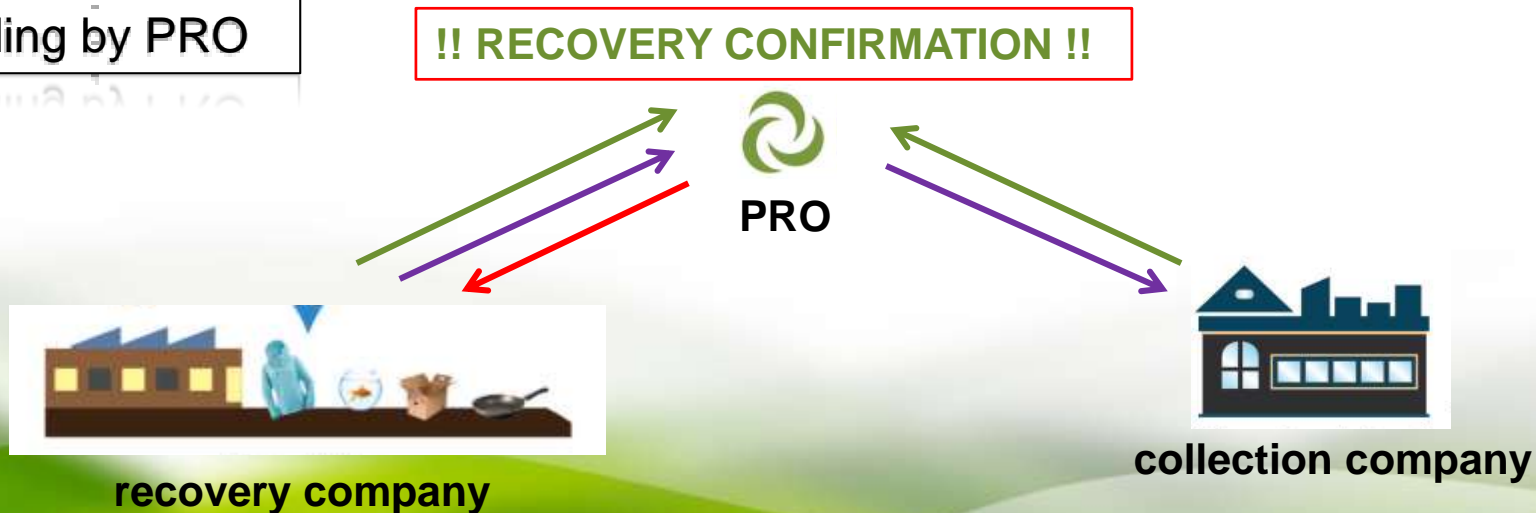 ling by PRO
!! RECOVERY CONFIRMATION !!
PRO
collection company
recovery company